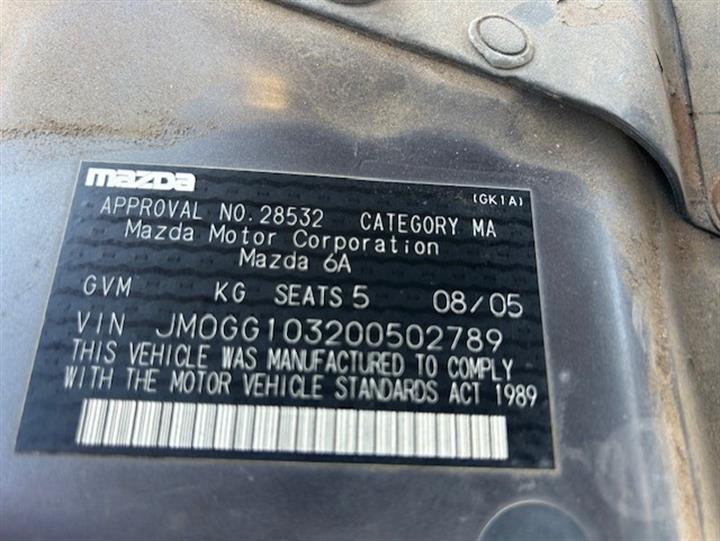 mazda (GK1A)
APPROVAL NO. 28532 CATEGORY MA
Mazda Motor Corporation
Mazda 6A
GVM KG SEATS 5 08/05
VIN JM0GG103200502789
THIS VEHICLE WAS MANUFACTURED TO COMPLY
WITH THE MOTOR VEHICLE STANDARDS ACT 1989